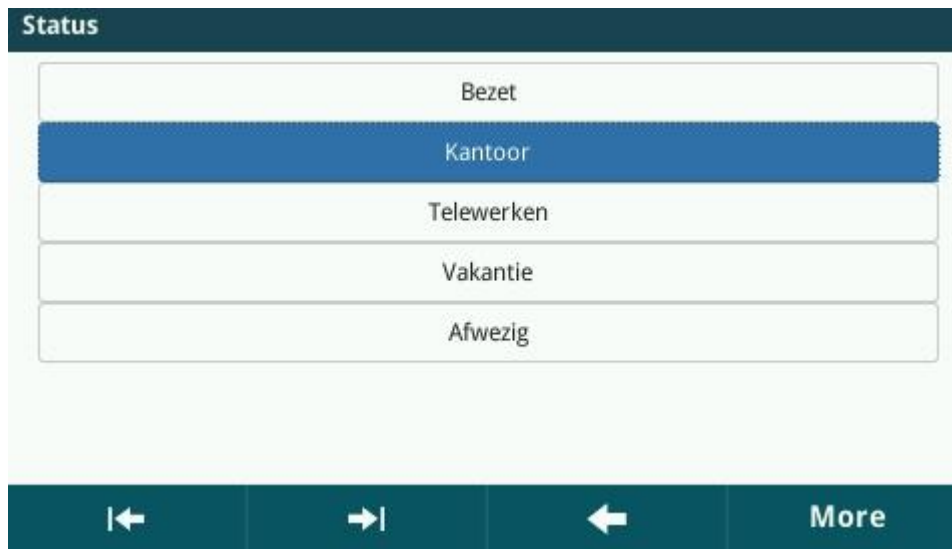 Status
Bezet
Kantoor
Telewerken
Vakantie
Afwezig
More